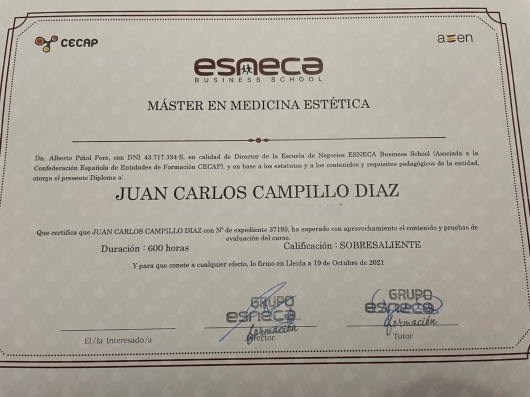 CECAP
aen
esneca
BUSINESS SCHOOL
MÁSTER EN MEDICINA ESTÉTICA
Dn. Alberto Piñol Pere, con DNI 43.717.334-S, en calidad de Director de la Escuela de Negocios ESNECA Business School (Asociada a la
Confederación Española de Entidades de Formación CECAP), y en base a los estatutos y a los contenidos y requisitos pedagógicos de la entidad,
otorga el presente Diploma a:
JUAN CARLOS CAMPILLO DIAZ
Que certifica que JUAN CARLOS CAMPILLO DIAZ con Nº de expediente 37193, ha superado con aprovechamiento el contenido y pruebas de
evaluación del curso.
Duración : 600 horas Calificación : SOBRESALIENTE
Y para que conste a cualquier efecto, lo firmo en Lleida a 19 de Octubre de 2021
GRUPO GRUPO
esneca esneca
formación formación
El / la Interesado/a Director Tutor